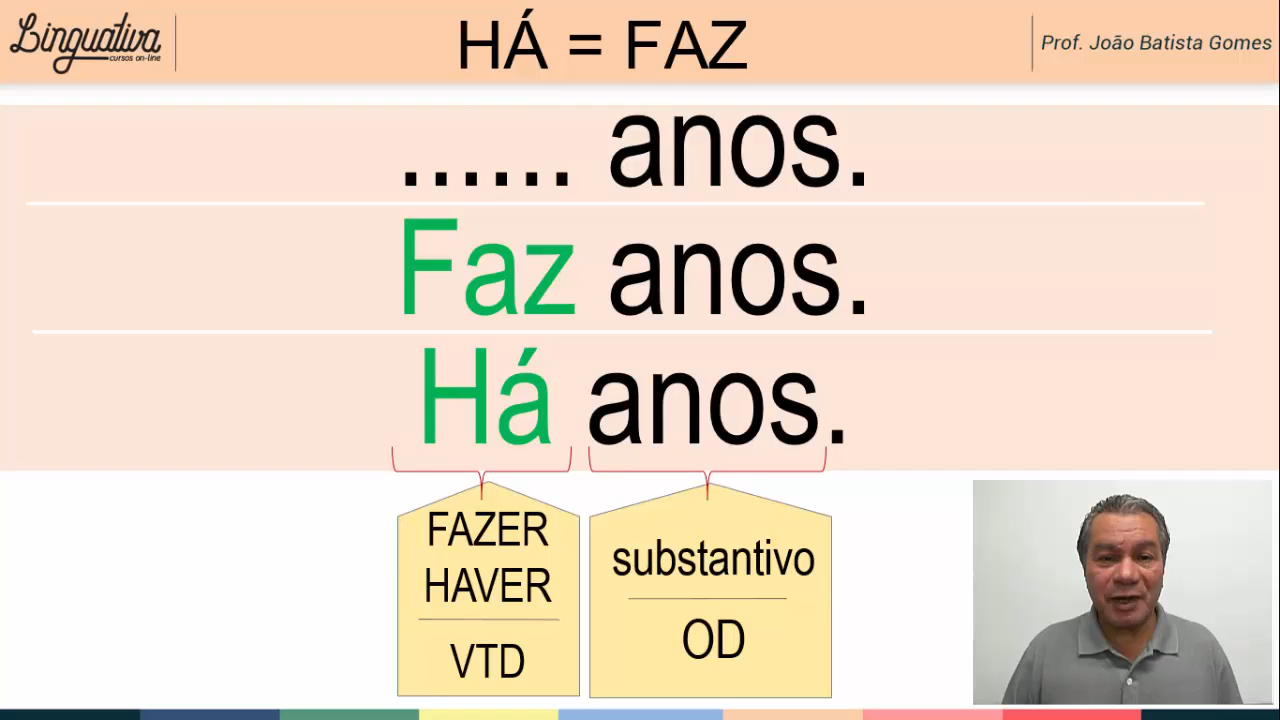 Linguativa
cursos on-line
HÁ = FAZ
Prof. João Batista Gomes
...... anos.
Faz anos.
Há anos.
FAZER
HAVER
VTD
substantivo
OD